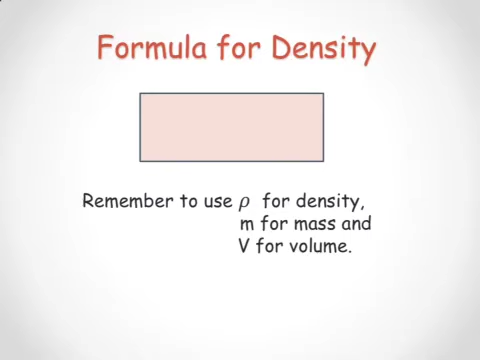 Formula for Density
Remember to use ρ for density,
m for mass and
V for volume.